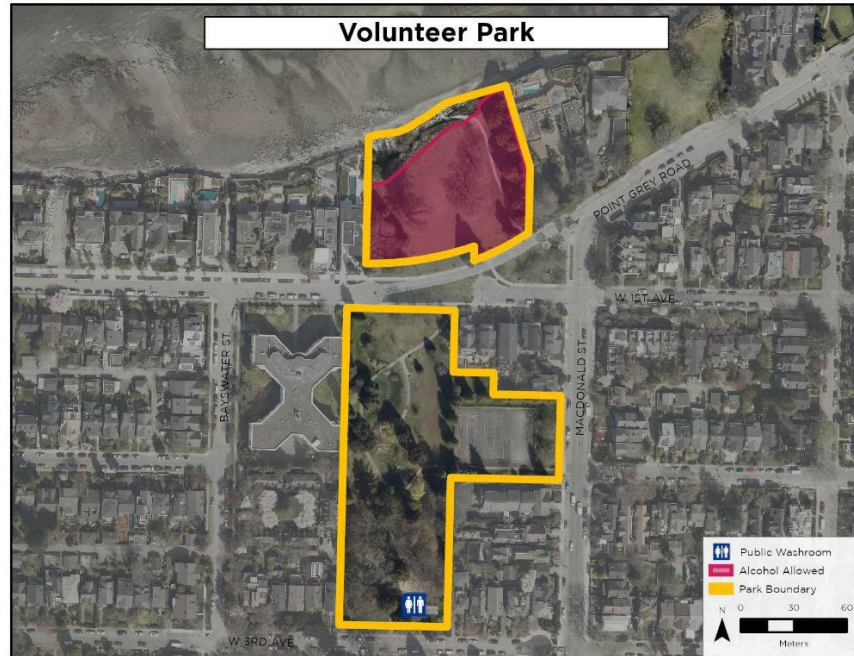 Volunteer Park
POINT GREY ROAD
W 1ST AVE
BAYSWATER ST
MACDONALD ST
W 3RD AVE
Public Washroom
Alcohol Allowed
Park Boundary
N
0 30 60
Meters